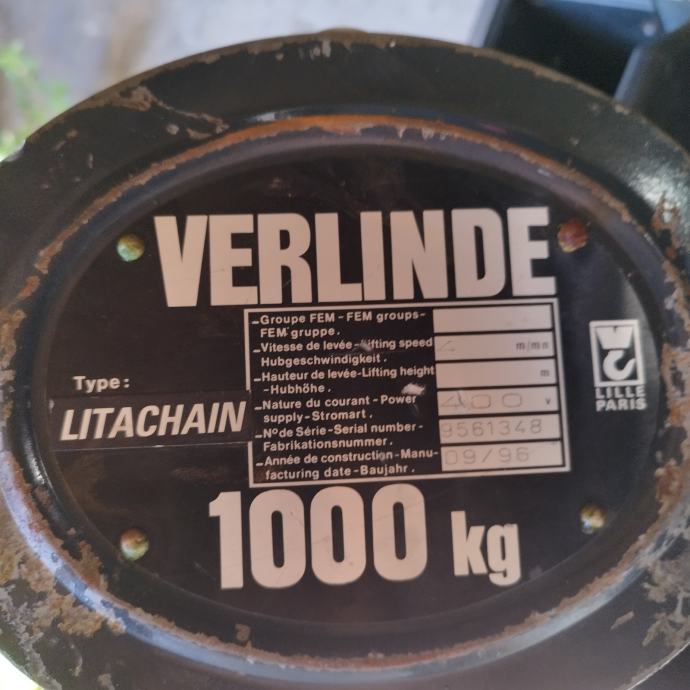 VERLINDE
Groupe FEM - FEM groups-
FEM gruppe.
Vitesse de levée-Lifting speed 4 m/mn
Hubgeschwindigkeit.
Hauteur de levée-Lifting height m
-Hubhöhe.
Nature du courant-Power 400 v
supply-Stromart.
Nº de Série-Serial number- 9561348
Fabrikationsnummer.
Année de construction-Manu- 09/96
facturing date-Baujahr.
Type:
LITACHAIN
LILLE
PARIS
1000 kg